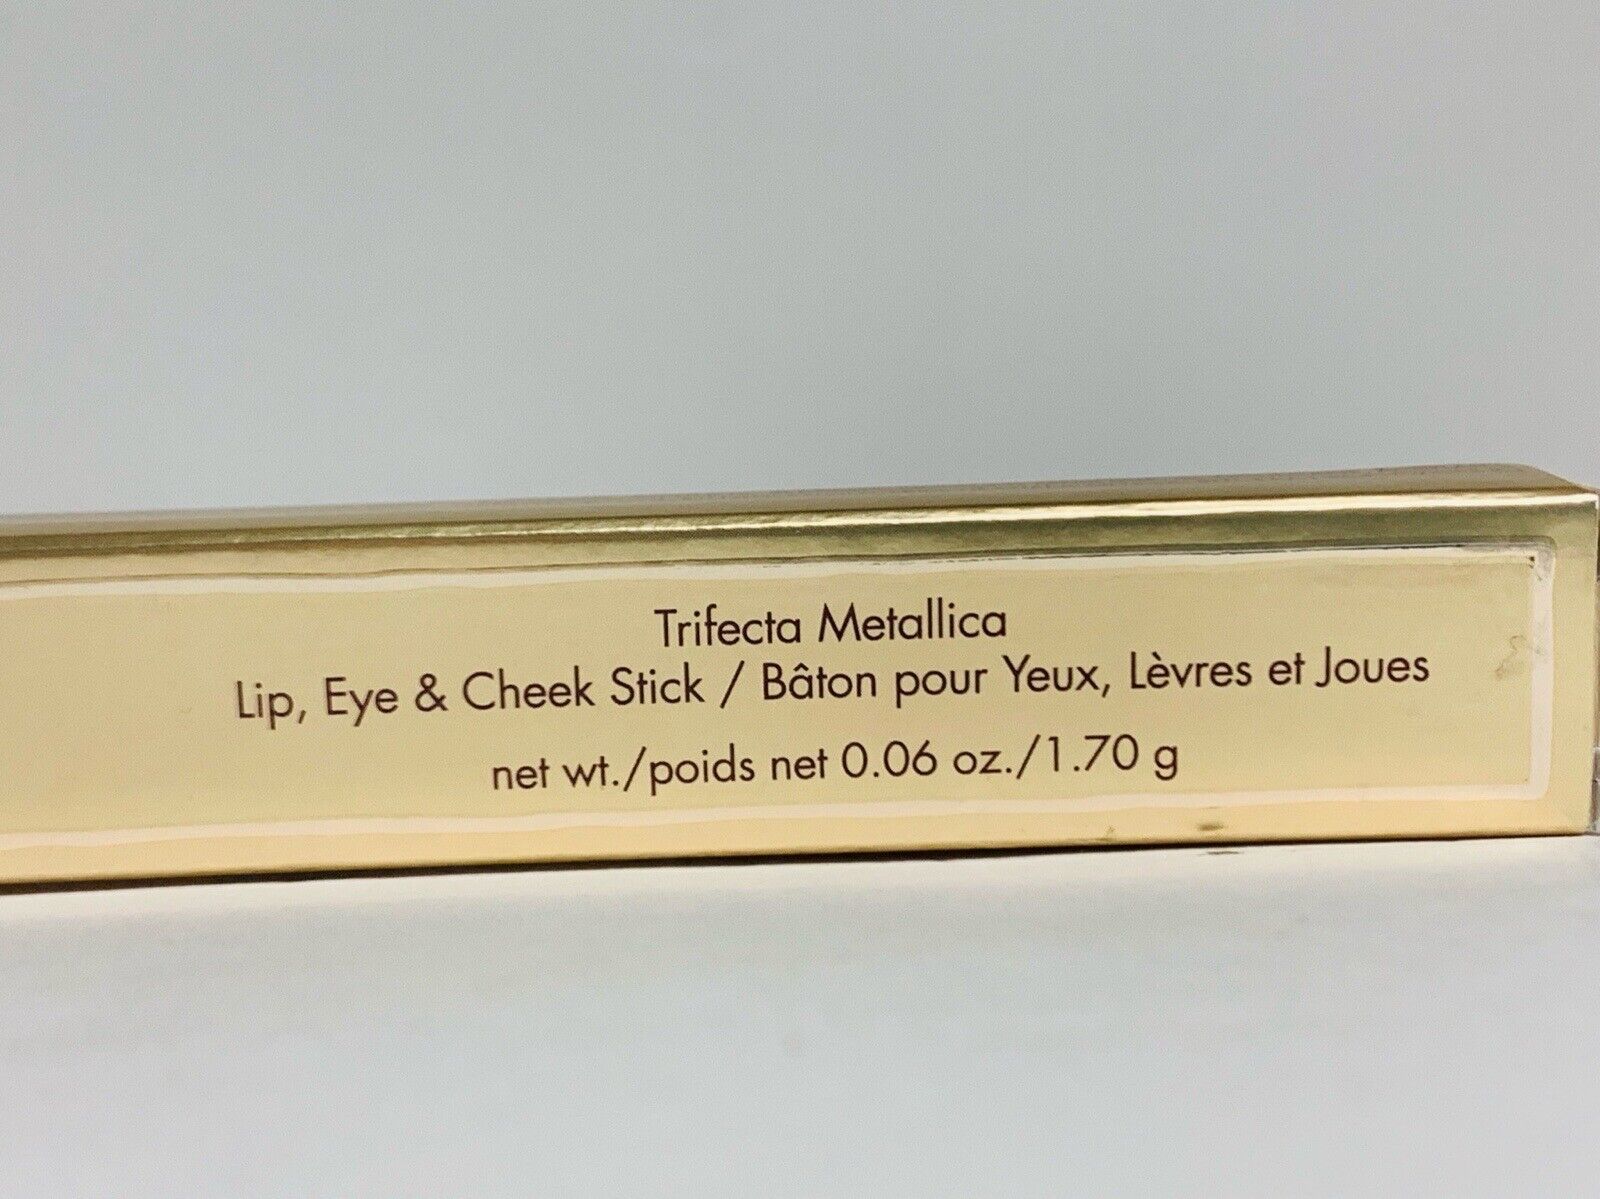 Trifecta Metallica
Lip, Eye & Cheek Stick / Bâton pour Yeux, Lèvres et Joues
net wt./poids net 0.06 oz./1.70 g